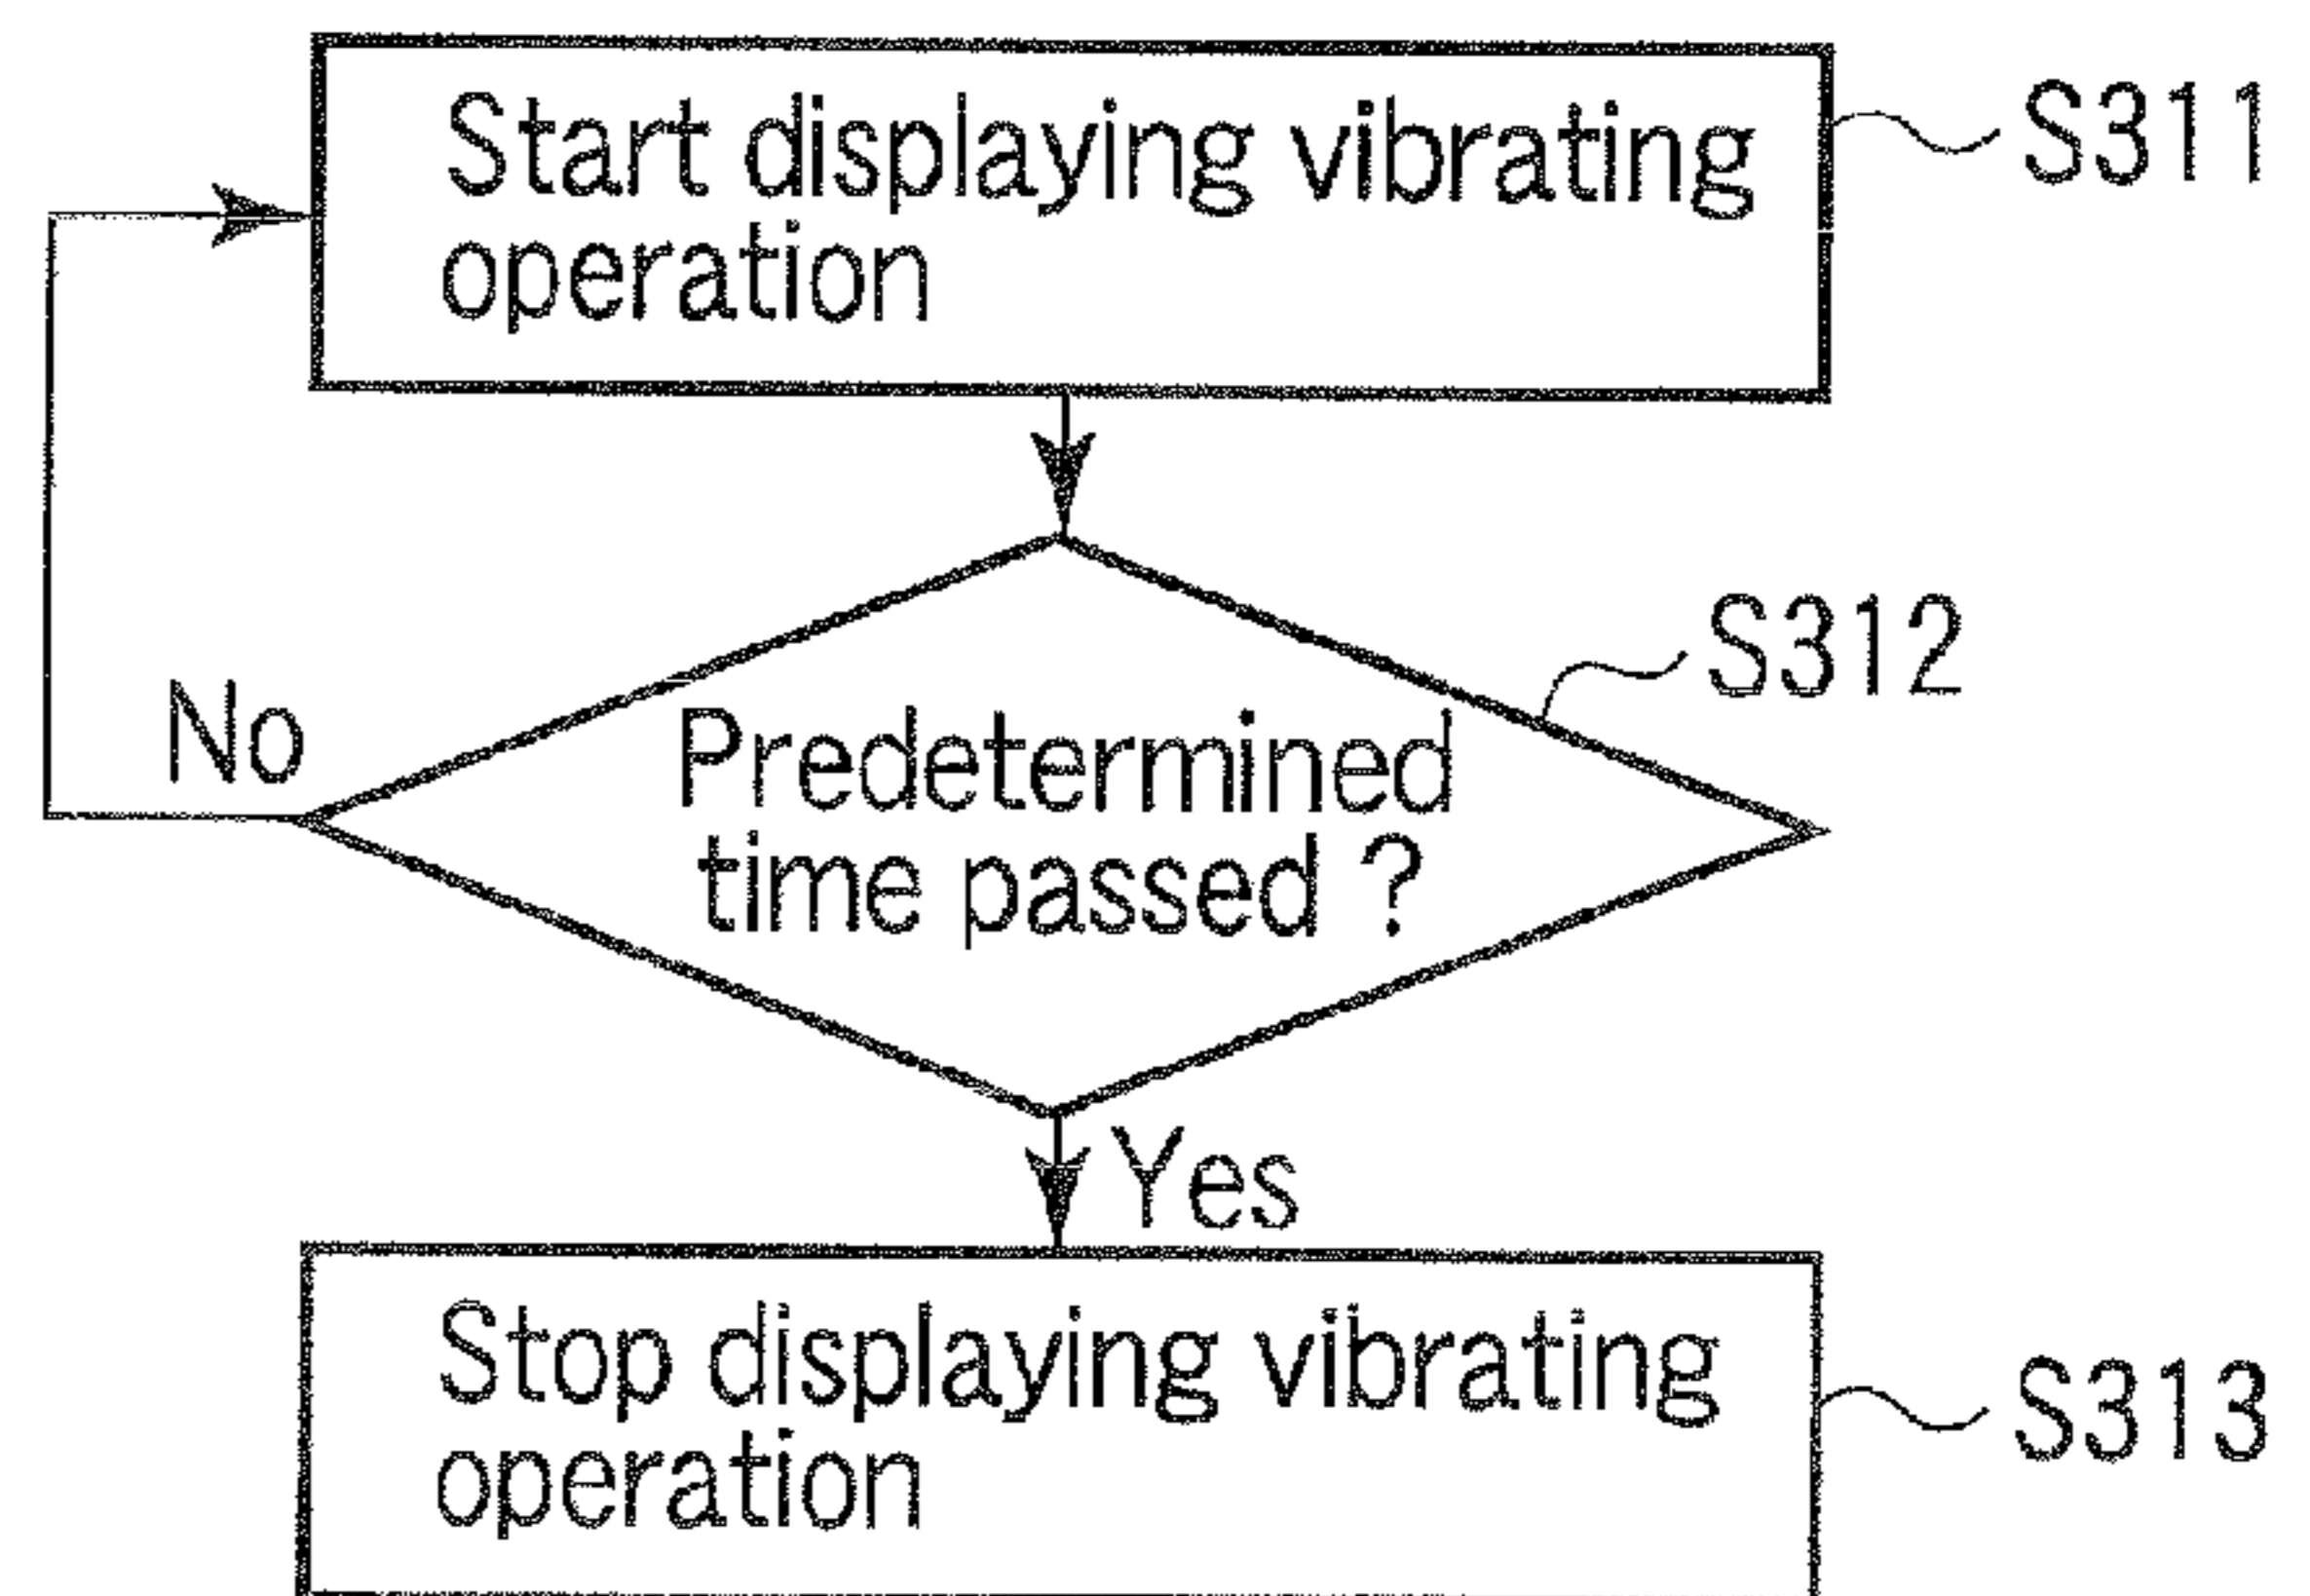 Start displaying vibrating
operation
S311
S312
No
Predetermined
time passed ?
Yes
Stop displaying vibrating
operation
S313